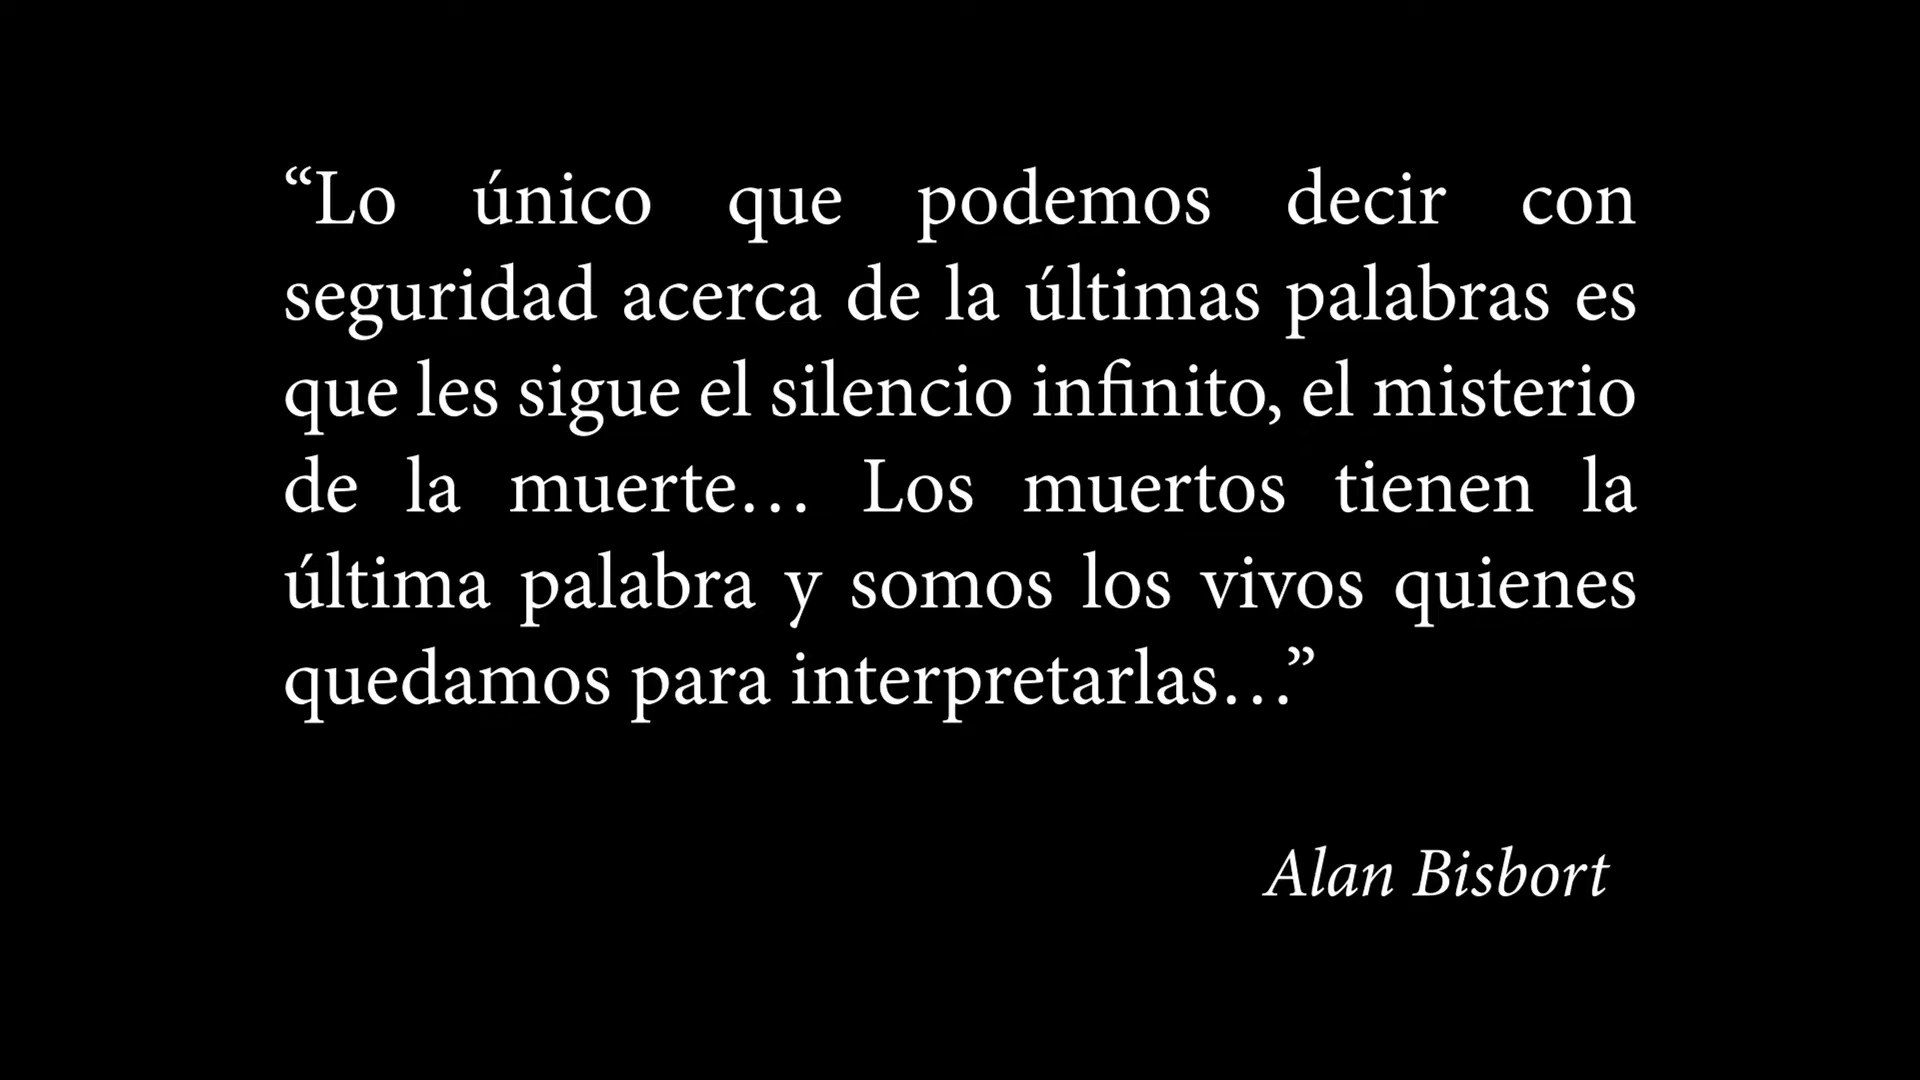 “Lo único que podemos decir con
seguridad acerca de la últimas palabras es
que les sigue el silencio infinito, el misterio
de la muerte… Los muertos tienen la
última palabra y somos los vivos quienes
quedamos para interpretarlas…”
Alan Bisbort